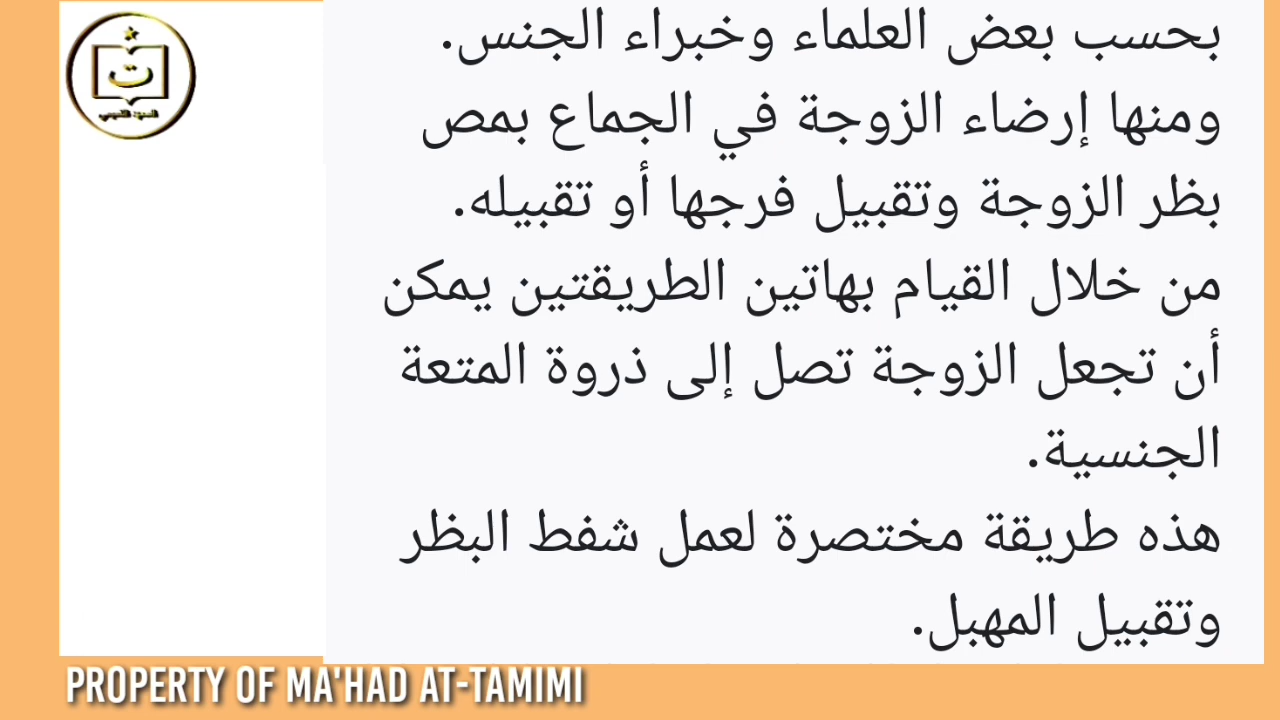 بحسب بعض العلماء وخبراء الجنس.
ومنها إرضاء الزوجة في الجماع بمص
بظر الزوجة وتقبيل فرجها أو تقبيله.
من خلال القيام بهاتين الطريقتين يمكن
أن تجعل الزوجة تصل إلى ذروة المتعة
الجنسية.
هذه طريقة مختصرة لعمل شفط البظر
وتقبيل المهبل.
ت
PROPERTY OF MA'HAD AT-TAMIMI